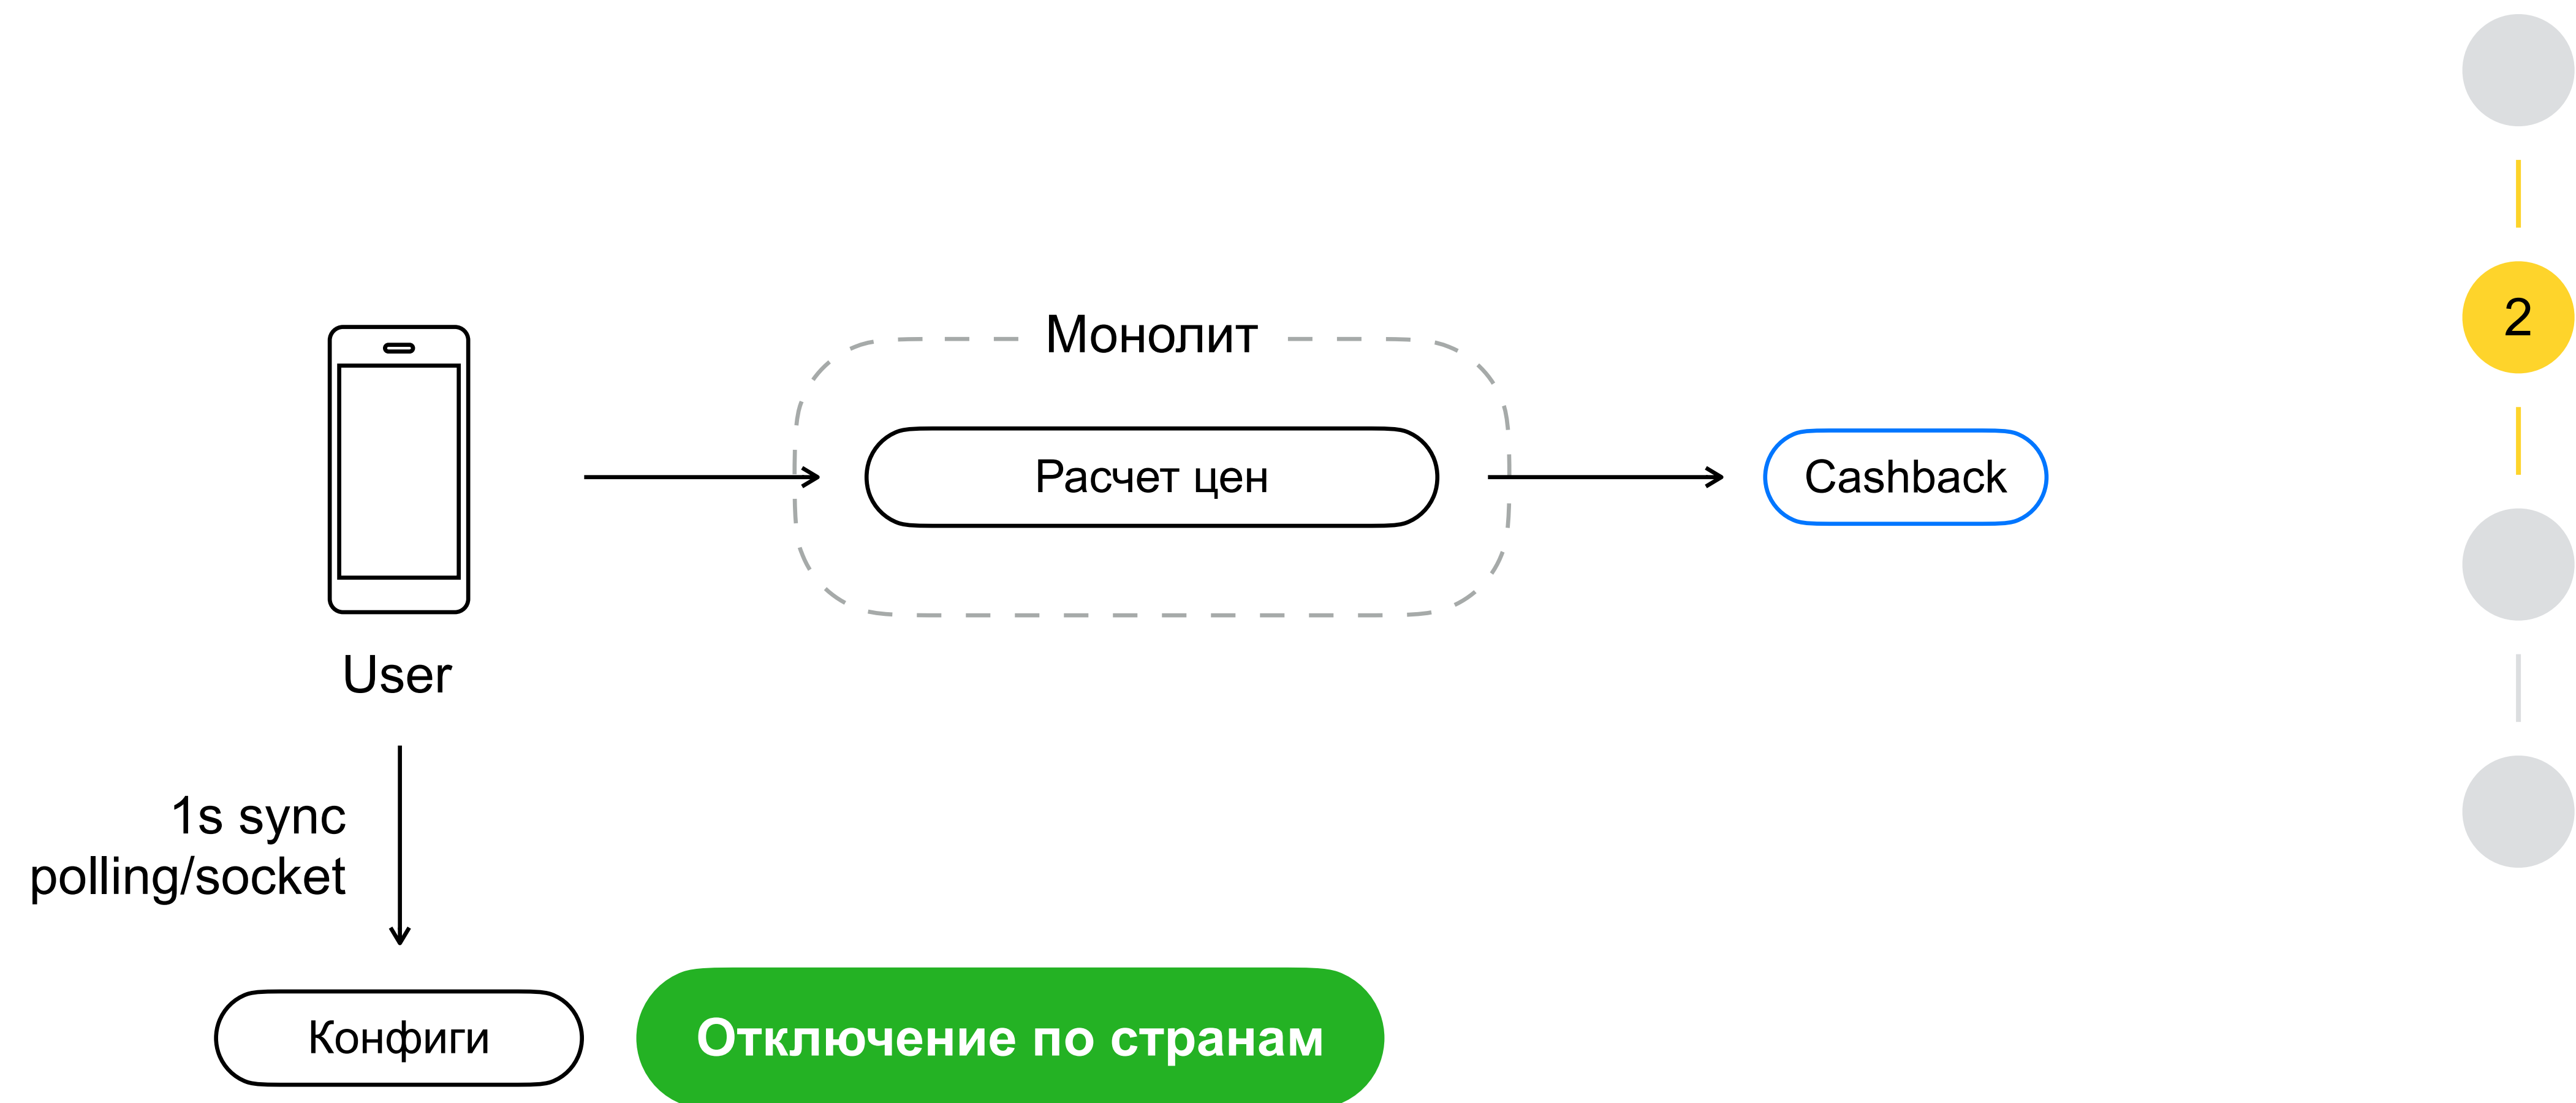 2
Монолит
Расчет цен
Cashback
User
1s sync
polling/socket
Конфиги
Отключение по странам